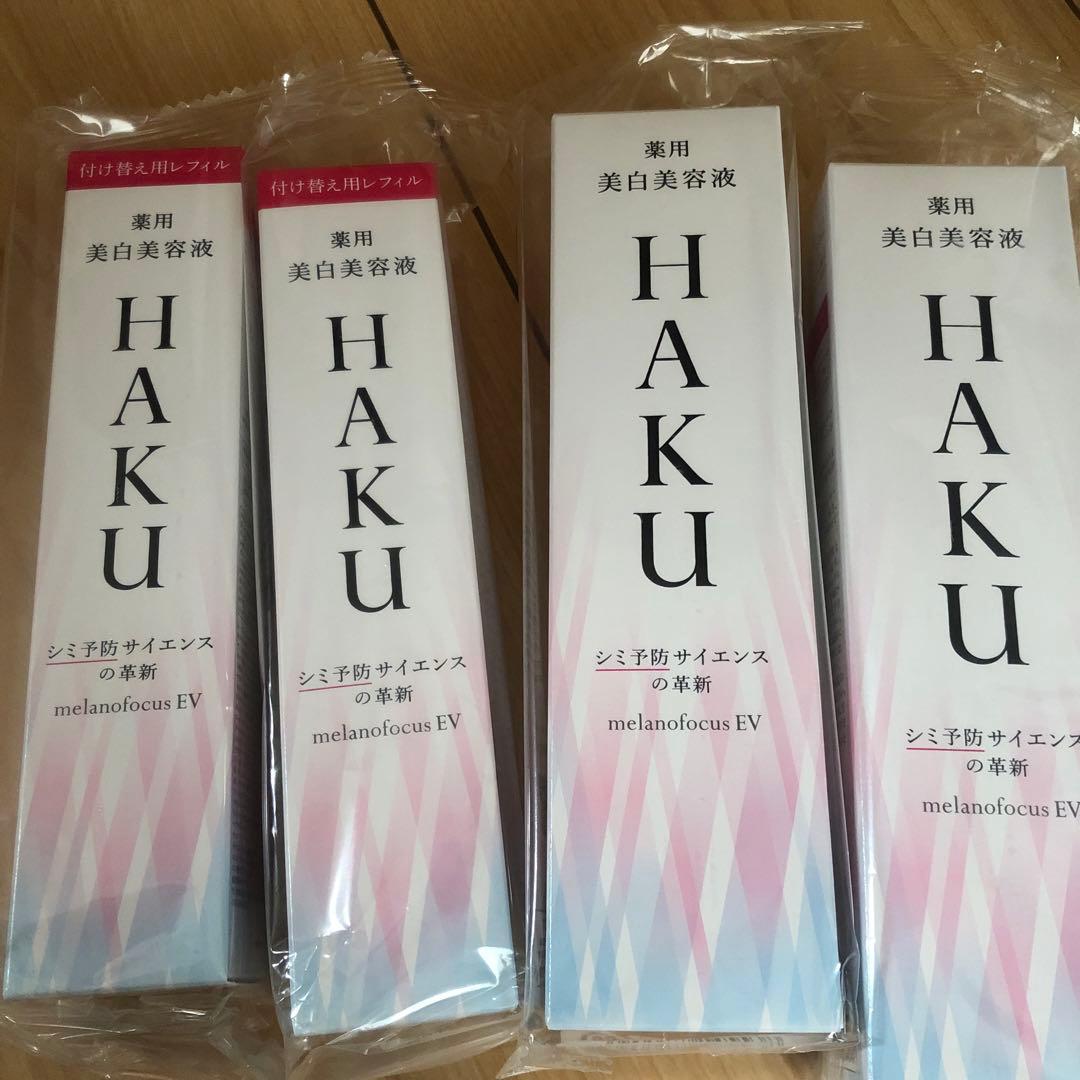 付け替え用レフィル
薬用
美白美容液
HAKU
シミ予防サイエンス
の革新
melanofocus EV
付け替え用レフィル
薬用
美白美容液
HAKU
シミ予防サイエンス
の革新
melanofocus EV
薬用
美白美容液
HAKU
シミ予防サイエンス
の革新
melanofocus EV
薬用
美白美容液
HAKU
シミ予防サイエンス
の革新
melanofocus EV